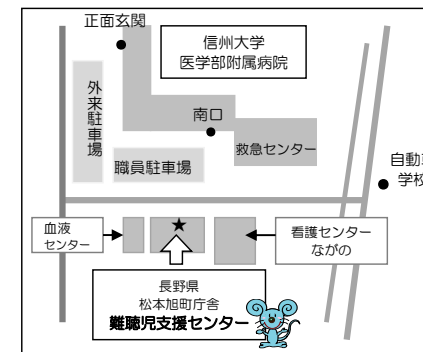 正面玄関
信州大学
医学部附属病院
外来駐車場
南口
救急センター
職員駐車場
自動車
学校
血液
センター
★
看護センター
ながの
長野県
松本旭町庁舎
難聴児支援センター